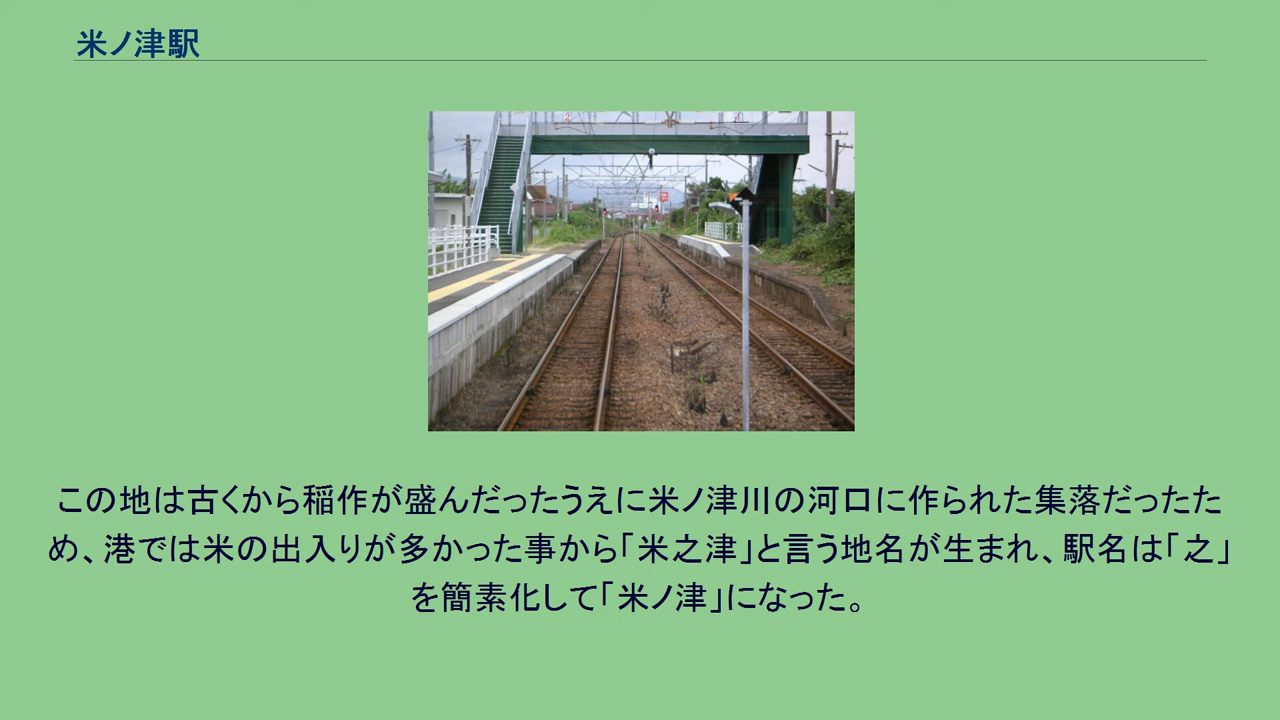 米ノ津駅
この地は古くから稲作が盛んだったうえに米ノ津川の河口に作られた集落だったた
め、港では米の出入りが多かった事から「米之津」と言う地名が生まれ、駅名は「之」
を簡素化して「米ノ津」になった。